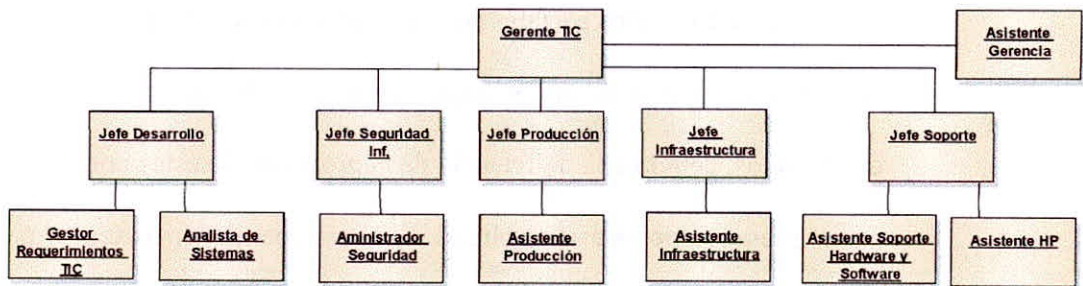 Gerente TIC
Asistente
Gerencia
Jefe Desarrollo
Jefe Seguridad
Inf,
Jefe Producción
Jefe
Infraestructura
Jefe Soporte
Gestor
Requerimientos
TIC
Analista de
Sistemas
Aministrador
Seguridad
Asistente
Producción
Asistente
Infraestructura
Asistente Soporte
Hardware y
Software
Asistente HP